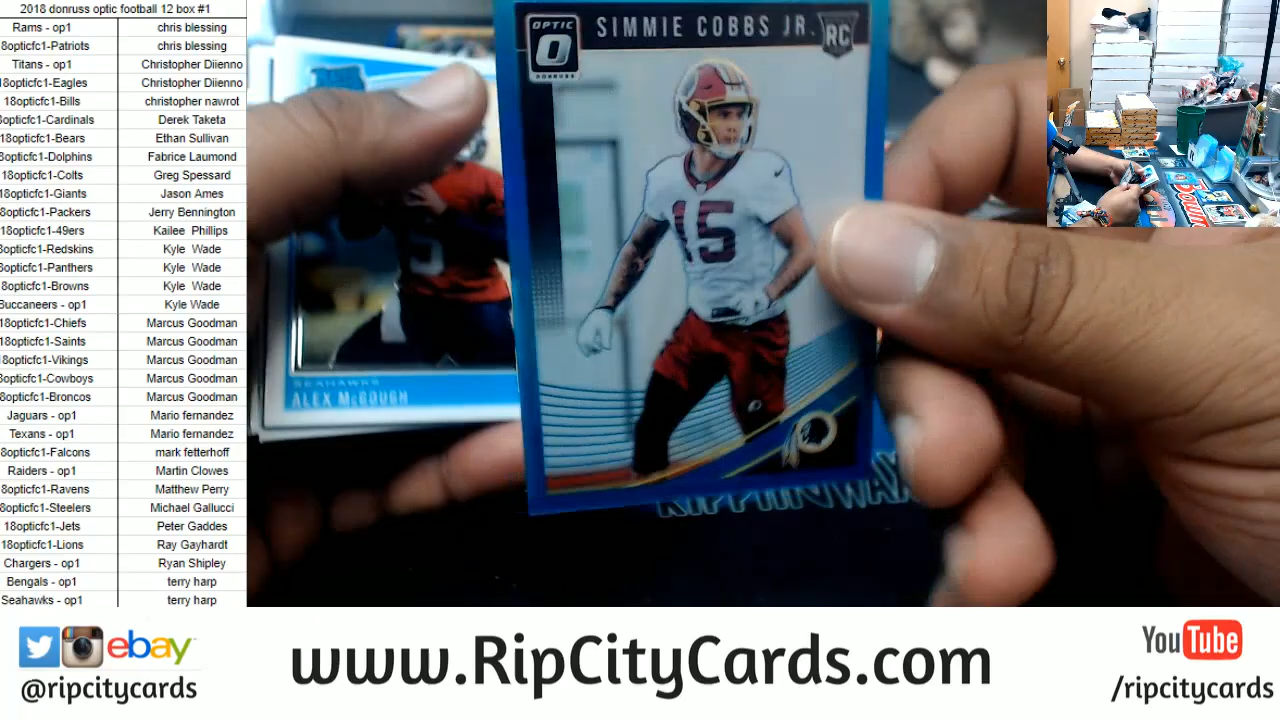 2018 donruss optic football 12 box #1
Rams - op1 chris blessing
8opticfc1-Patriots chris blessing
Titans - op1 Christopher Diienno
18opticfc1-Eagles Christopher Diienno
18opticfc1-Bills christopher nawrot
8opticfc1-Cardinals Derek Taketa
18opticfc1-Bears Ethan Sullivan
8opticfc1-Dolphins Fabrice Laumond
18opticfc1-Colts Greg Spessard
18opticfc1-Giants Jason Ames
8opticfc1-Packers Jerry Bennington
18opticfc1-49ers Kailee Phillips
8opticfc1-Redskins Kyle Wade
8opticfc1-Panthers Kyle Wade
8opticfc1-Browns Kyle Wade
Buccaneers - op1 Kyle Wade
18opticfc1-Chiefs Marcus Goodman
18opticfc1-Saints Marcus Goodman
18opticfc1-Vikings Marcus Goodman
8opticfc1-Cowboys Marcus Goodman
8opticfc1-Broncos Marcus Goodman
Jaguars - op1 Mario fernandez
Texans - op1 Mario fernandez
8opticfc1-Falcons mark fetterhoff
Raiders - op1 Martin Clowes
8opticfc1-Ravens Matthew Perry
8opticfc1-Steelers Michael Gallucci
18opticfc1-Jets Peter Gaddes
18opticfc1-Lions Ray Gayhardt
Chargers - op1 Ryan Shipley
Bengals - op1 terry harp
Seahawks - op1 terry harp
OPTIC
O
DONRUSS
SIMMIE COBBS JR.
RC
15
SEAHAWKS
ALEX McGOUGH
RIPPIN WAX
ebay
@ripcitycards
www.RipCityCards.com
YouTube
/ripcitycards